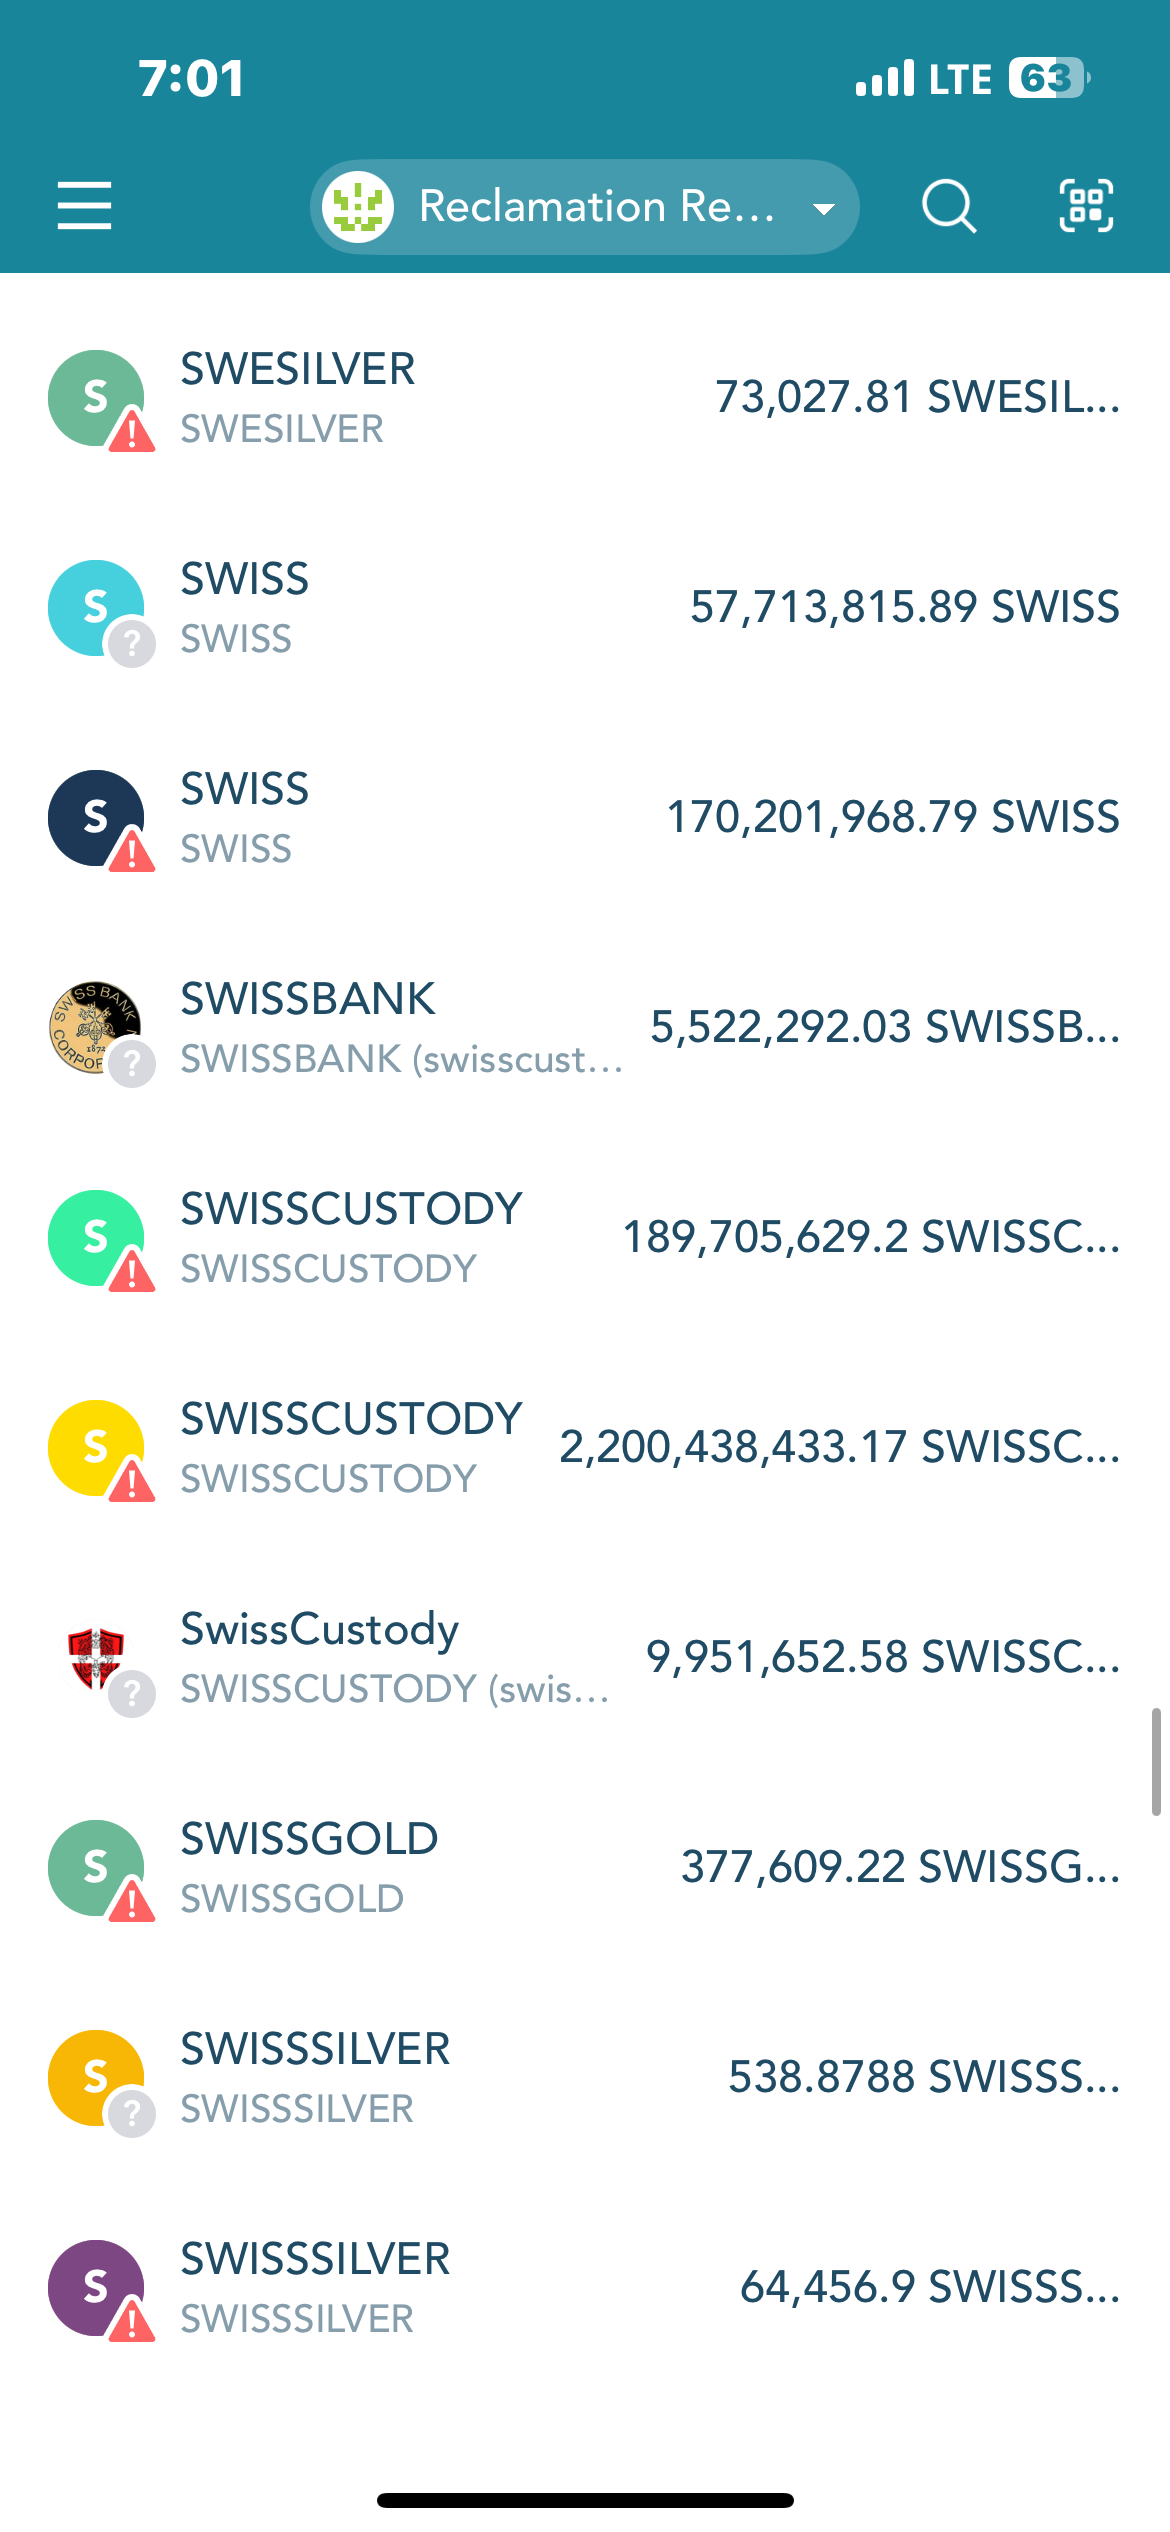 7:01
LTE 63
Reclamation Re...
SWESILVER
73,027.81 SWESIL...
SWESILVER
SWISS
57,713,815.89 SWISS
SWISS
SWISS
170,201,968.79 SWISS
SWISS
SWISS BANK
1872
SWISSBANK
5,522,292.03 SWISSB...
SWISSBANK (swisscust...
SWISSCUSTODY
189,705,629.2 SWISSC...
SWISSCUSTODY
SWISSCUSTODY
2,200,438,433.17 SWISSC...
SWISSCUSTODY
SwissCustody
9,951,652.58 SWISSC...
SWISSCUSTODY (swis...
SWISSGOLD
377,609.22 SWISSG...
SWISSGOLD
SWISSSILVER
538.8788 SWISSS...
SWISSSILVER
SWISSSILVER
64,456.9 SWISSS...
SWISSSILVER